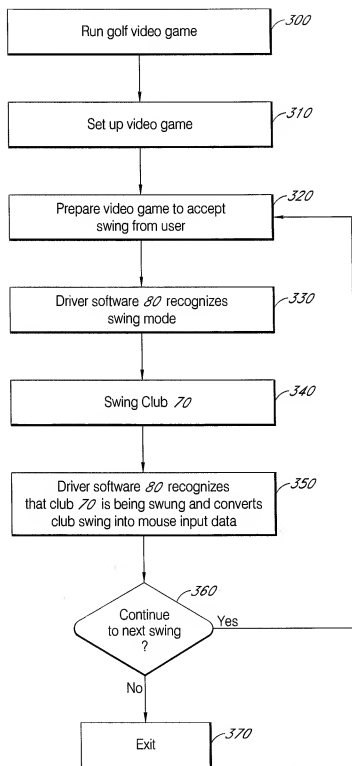 Run golf video game
300
Set up video game
310
Prepare video game to accept
swing from user
320
Driver software 80 recognizes
swing mode
330
Swing Club 70
340
Driver software 80 recognizes
that club 70 is being swung and converts
club swing into mouse input data
350
360
Continue
to next swing
?
Yes
No
Exit
370